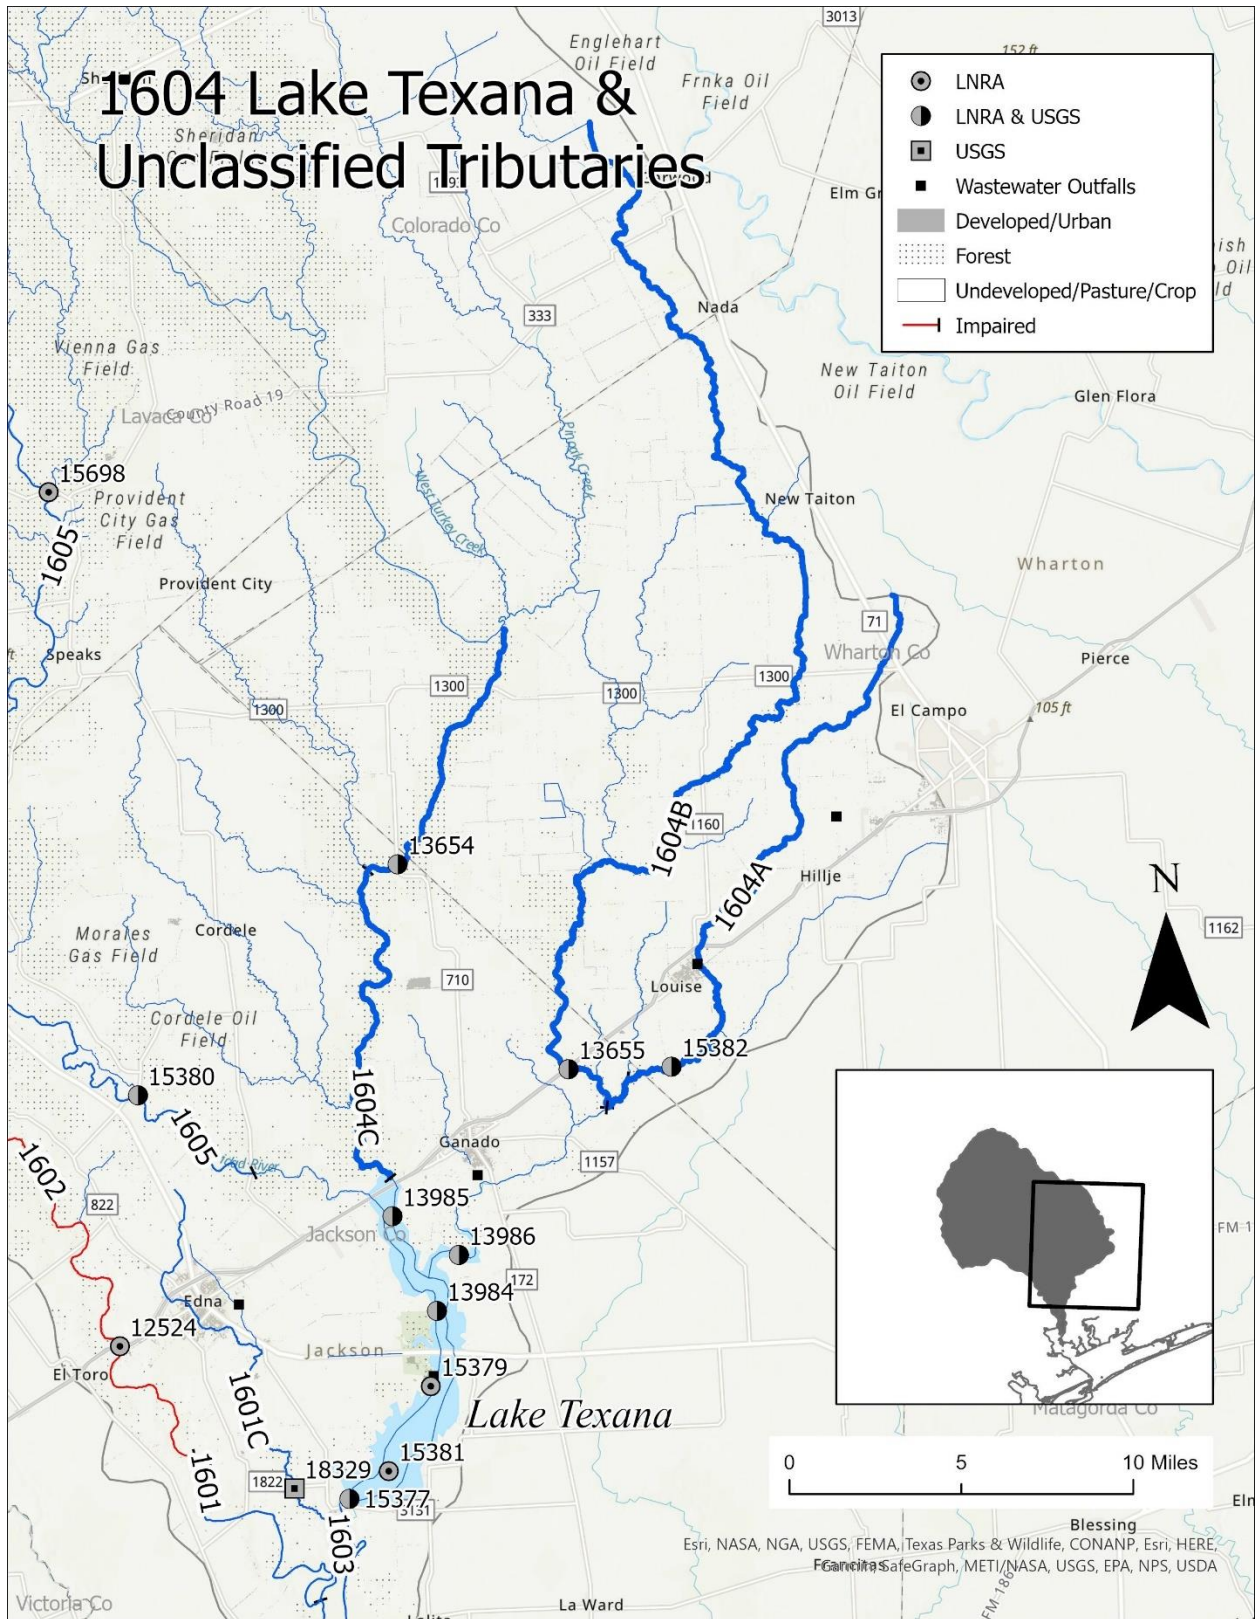 3013
Englehart
Oil Field
152 ft
1604 Lake Texana &
Unclassified Tributaries
Frnka Oil
Field
LNRA
LNRA & USGS
USGS
Wastewater Outfalls
Developed/Urban
Forest
Undeveloped/Pasture/Crop
Impaired
Sheridan
Colorado Co
333
Nada
Vienna Gas
Field
New Taiton
Oil Field
Glen Flora
County Road 19
Lavaca Co
Pinoak Creek
West Turkey Creek
15698
Provident
City Gas
Field
New Taiton
1605
Wharton
Provident City
71
Wharton Co
Speaks
Pierce
1300
1300
1300
1300
El Campo
105 ft
1604B
1160
13654
1604A
Hillje
N
Morales
Gas Field
Cordele
1162
710
Louise
Cordele Oil
Field
13655
15382
15380
1605
1604C
Ganado
1157
1602
822
13985
Jackson Co
13986
172
13984
Edna
12524
Jackson
El Toro
15379
Lake Texana
1601C
Matagorda Co
15381
18329
1822
15377
3131
1601
1603
0 5 10 Miles
Blessing
Esri, NASA, NGA, USGS, FEMA, Texas Parks & Wildlife, CONANP, Esri, HERE,
Garmin, SafeGraph, METI/NASA, USGS, EPA, NPS, USDA
Francitas
Victoria Co
La Ward